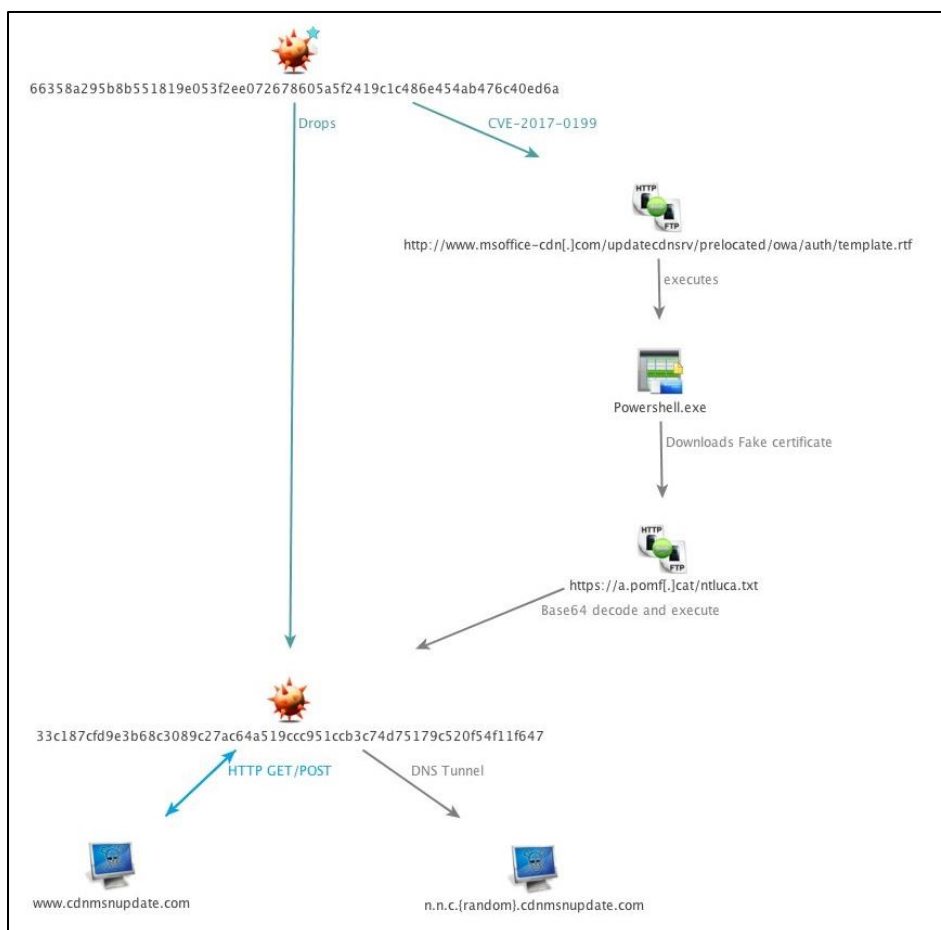 66358a295b8b551819e053f2ee072678605a5f2419c1c486e454ab476c40ed6a
Drops
CVE-2017-0199
HTTP
FTP
http://www.msoffice-cdn[.]com/updatecdnsrv/prelocated/owa/auth/template.rtf
executes
Powershell.exe
Downloads Fake certificate
HTTP
FTP
https://a.pomf[.]cat/ntluca.txt
Base64 decode and execute
33c187cfd9e3b68c3089c27ac64a519ccc951ccb3c74d75179c520f54f11f647
HTTP GET/POST
DNS Tunnel
www.cdnmsnupdate.com
n.n.c.{random}.cdnmsnupdate.com